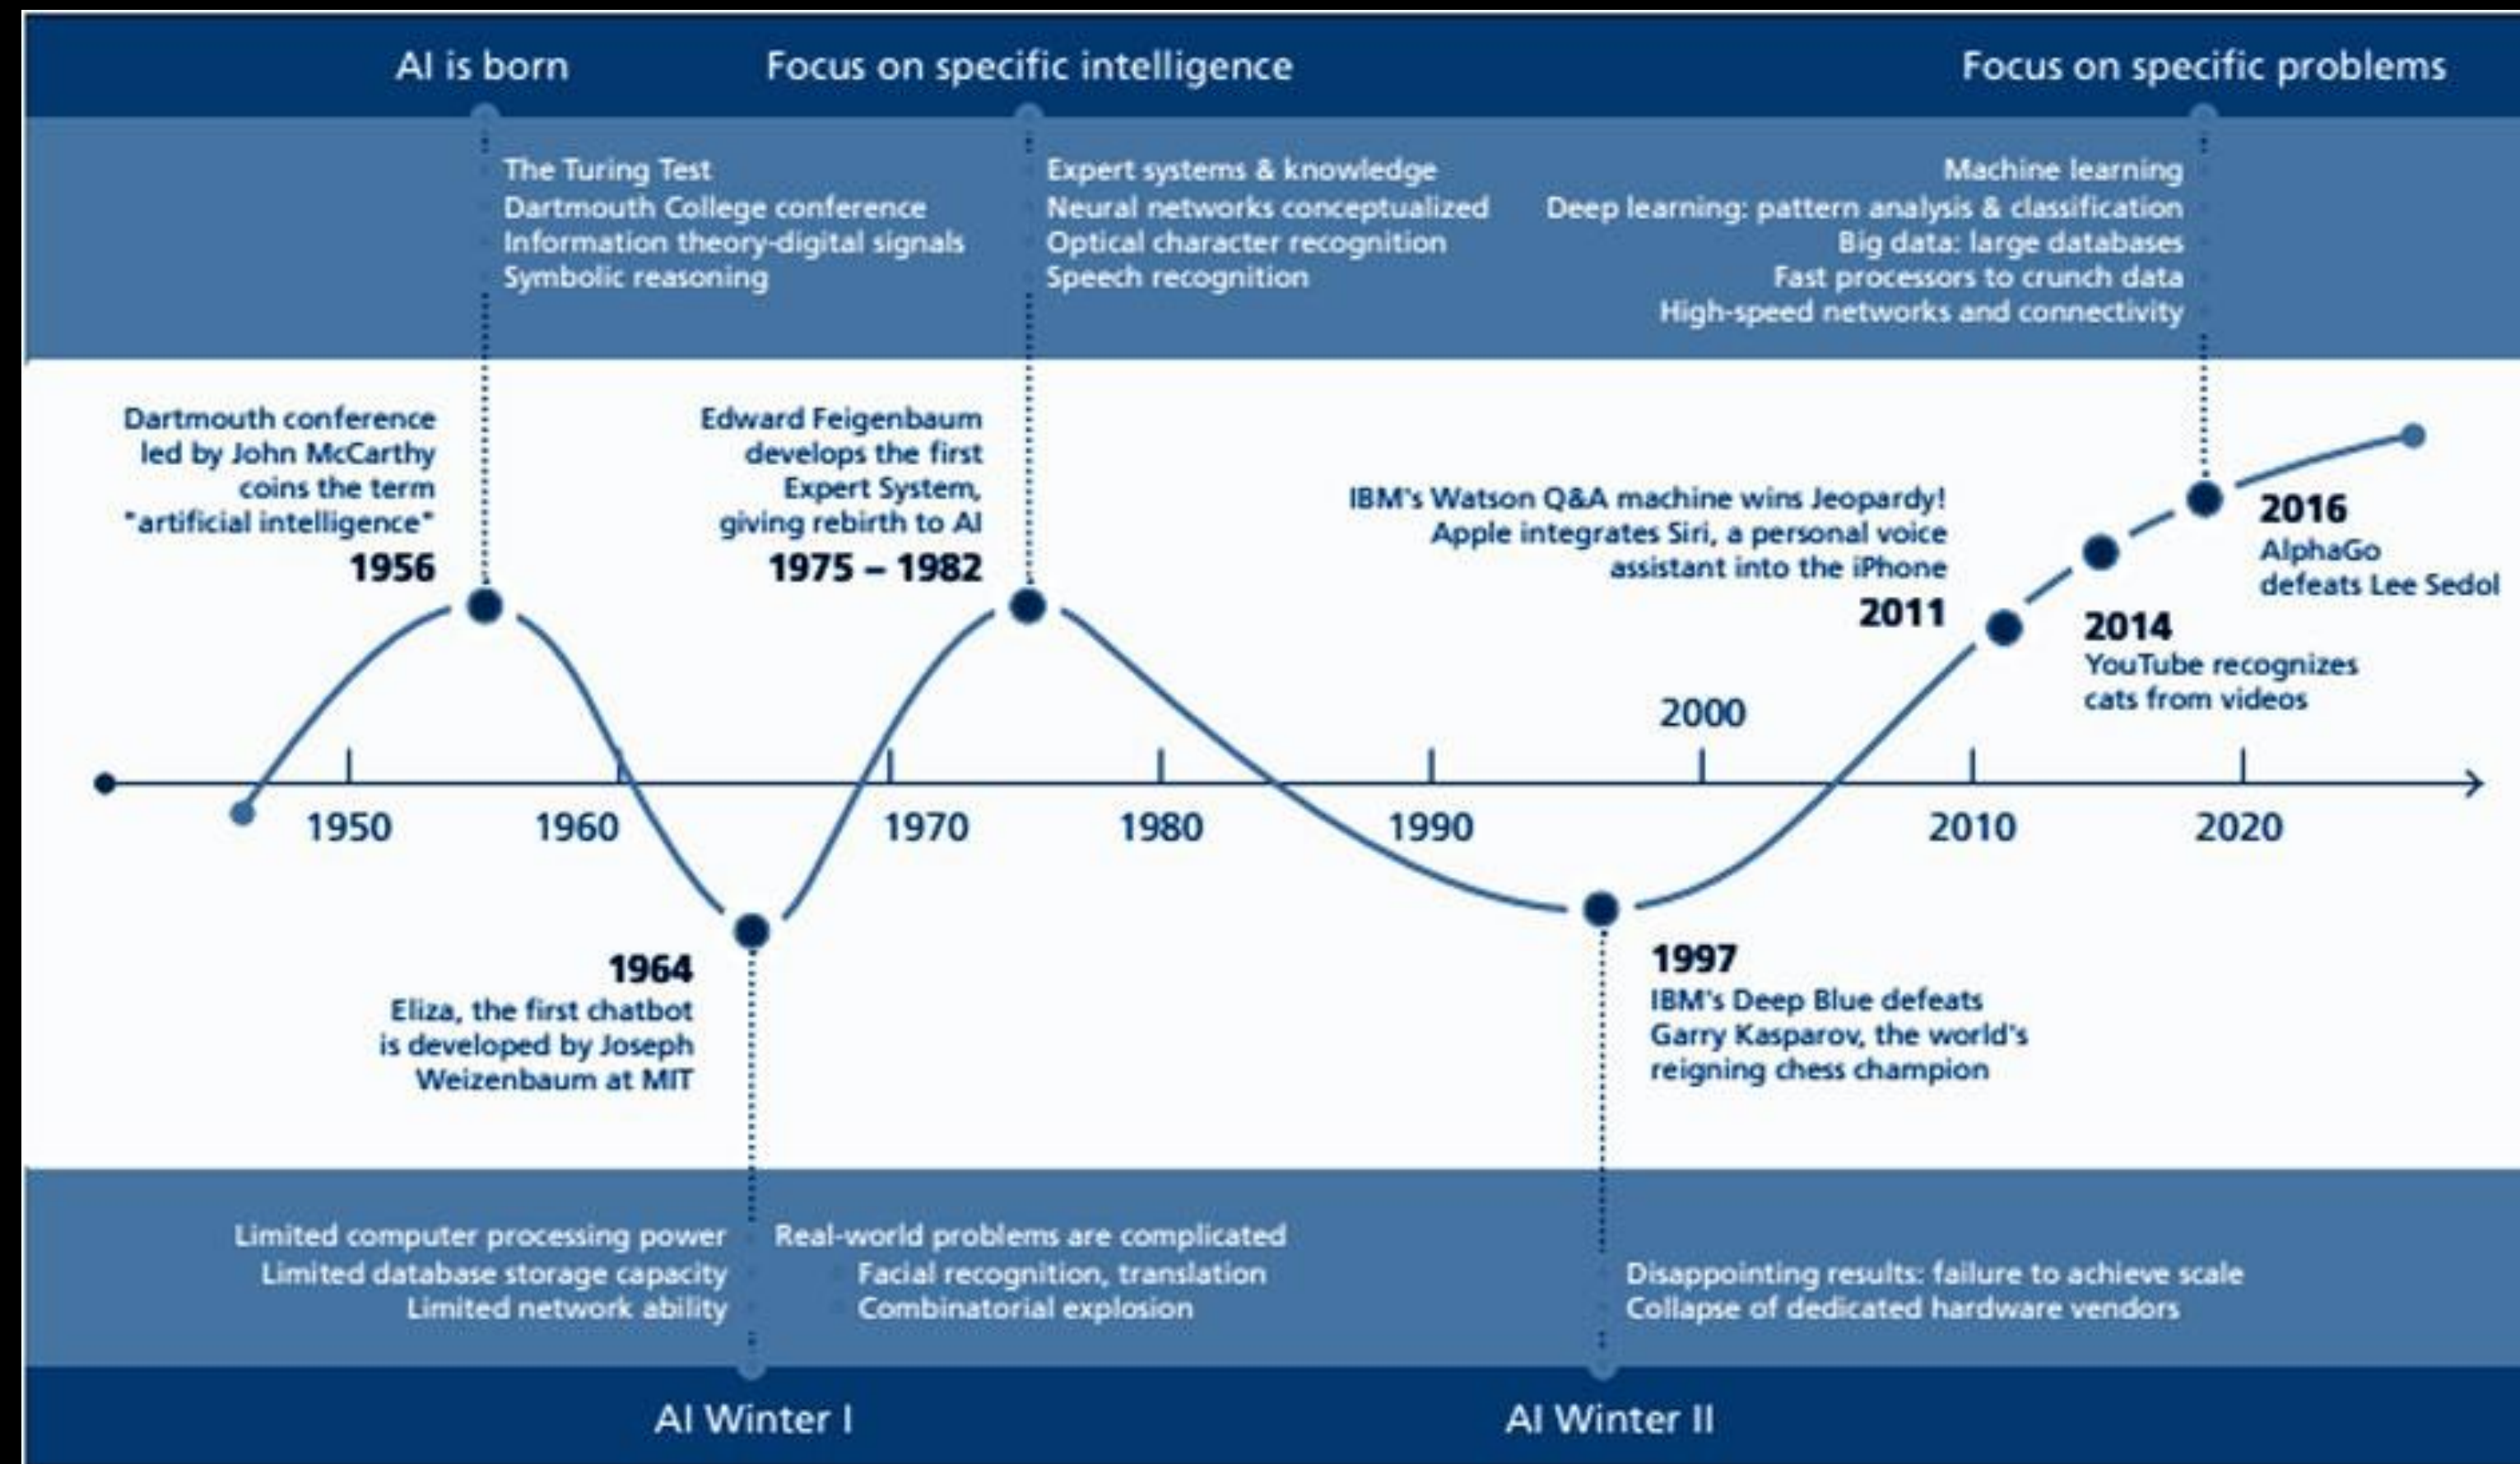 AI is born
Focus on specific intelligence
Focus on specific problems
The Turing Test
Dartmouth College conference
Information theory-digital signals
Symbolic reasoning
Expert systems & knowledge
Neural networks conceptualized
Optical character recognition
Speech recognition
Machine learning
Deep learning: pattern analysis & classification
Big data: large databases
Fast processors to crunch data
High-speed networks and connectivity
Dartmouth conference
led by John McCarthy
coins the term
"artificial intelligence"
1956
Edward Feigenbaum
develops the first
Expert System,
giving rebirth to AI
1975 – 1982
IBM's Watson Q&A machine wins Jeopardy!
Apple integrates Siri, a personal voice
assistant into the iPhone
2011
2016
AlphaGo
defeats Lee Sedol
2014
YouTube recognizes
cats from videos
2000
1950
1960
1970
1980
1990
2010
2020
1964
Eliza, the first chatbot
is developed by Joseph
Weizenbaum at MIT
1997
IBM's Deep Blue defeats
Garry Kasparov, the world's
reigning chess champion
Limited computer processing power
Limited database storage capacity
Limited network ability
Real-world problems are complicated
Facial recognition, translation
Combinatorial explosion
Disappointing results: failure to achieve scale
Collapse of dedicated hardware vendors
AI Winter I
AI Winter II